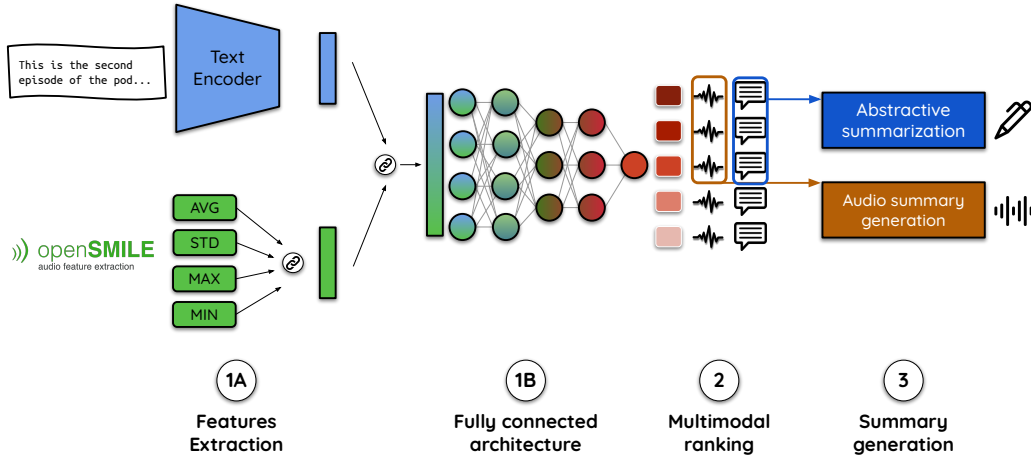 This is the second
episode of the pod...
Text
Encoder
openSMILE
audio feature extraction
AVG
STD
MAX
MIN
Abstractive
summarization
Audio summary
generation
1A
Features
Extraction
1B
Fully connected
architecture
2
Multimodal
ranking
3
Summary
generation